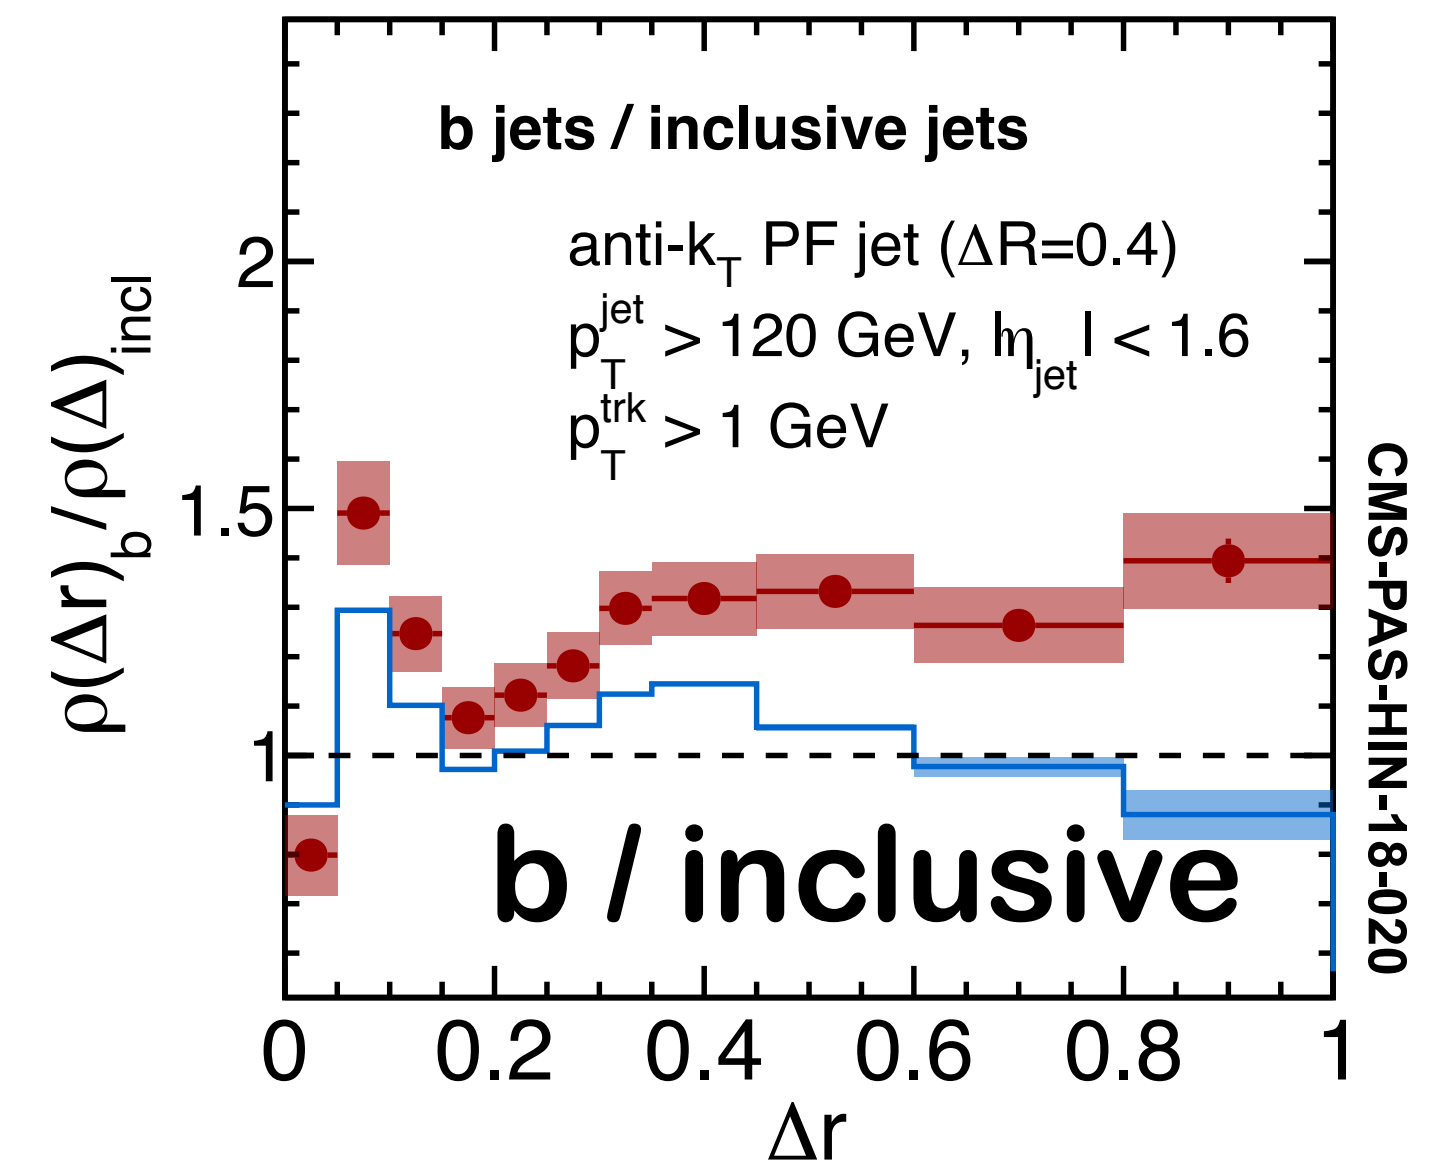 b jets / inclusive jets
anti-k_T PF jet (ΔR=0.4)
p_T^jet > 120 GeV, |η_jet| < 1.6
p_T^trk > 1 GeV
ρ(Δr)_b/ρ(Δ)_incl
2
1.5
1
b / inclusive
0 0.2 0.4 0.6 0.8 1
Δr
CMS-PAS-HIN-18-020